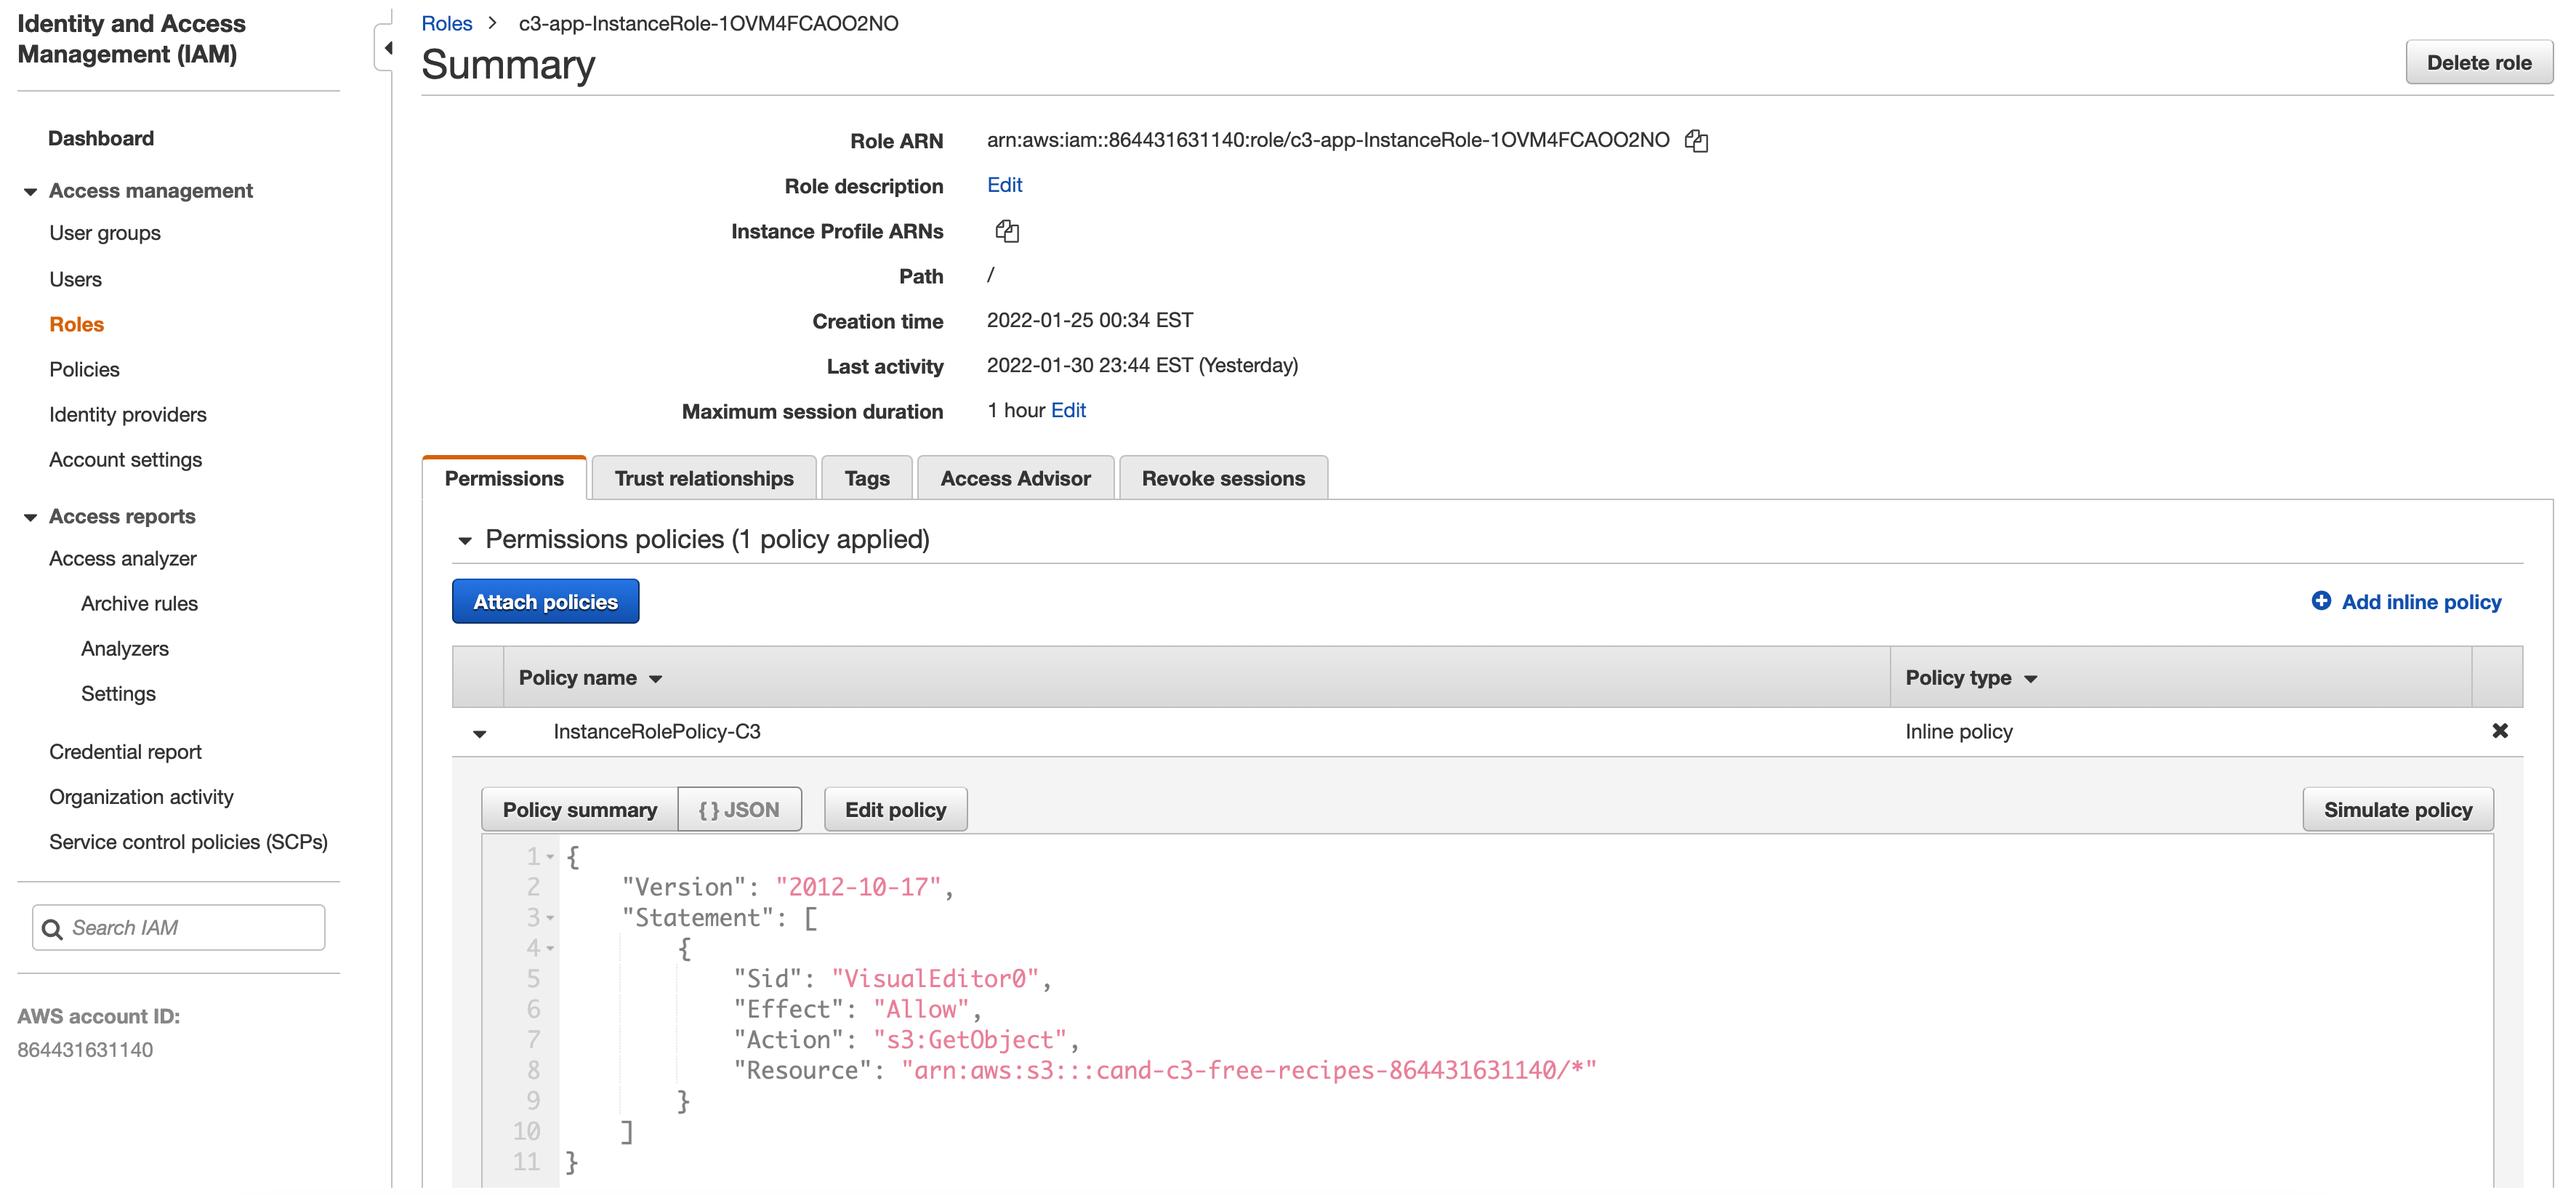 Identity and Access
Management (IAM)
Dashboard
Access management
User groups
Users
Roles
Policies
Identity providers
Account settings
Access reports
Access analyzer
Archive rules
Analyzers
Settings
Credential report
Organization activity
Service control policies (SCPs)
Search IAM
AWS account ID:
864431631140
Roles > c3-app-InstanceRole-1OVM4FCAOO2NO
Summary
Delete role
Role ARN arn:aws:iam::864431631140:role/c3-app-InstanceRole-1OVM4FCAOO2NO
Role description Edit
Instance Profile ARNs
Path /
Creation time 2022-01-25 00:34 EST
Last activity 2022-01-30 23:44 EST (Yesterday)
Maximum session duration 1 hour Edit
Permissions Trust relationships Tags Access Advisor Revoke sessions
Permissions policies (1 policy applied)
Attach policies Add inline policy
Policy name Policy type
InstanceRolePolicy-C3 Inline policy
Policy summary {} JSON Edit policy Simulate policy
1 {
2 "Version": "2012-10-17",
3 "Statement": [
4 {
5 "Sid": "VisualEditor0",
6 "Effect": "Allow",
7 "Action": "s3:GetObject",
8 "Resource": "arn:aws:s3:::cand-c3-free-recipes-864431631140/*"
9 }
10 ]
11 }